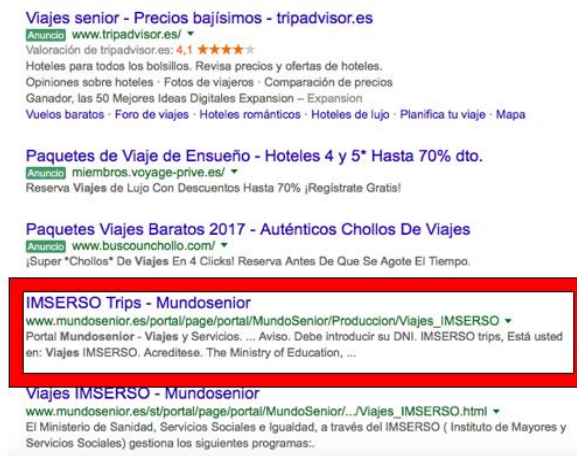 Viajes senior - Precios bajísimos - tripadvisor.es
Anuncio www.tripadvisor.es/
Valoración de tripadvisor.es: 4,1 ★★★★★
Hoteles para todos los bolsillos. Revisa precios y ofertas de hoteles.
Opiniones sobre hoteles · Fotos de viajeros · Comparación de precios
Ganador, las 50 Mejores Ideas Digitales Expansion – Expansion
Vuelos baratos · Foro de viajes · Hoteles románticos · Hoteles de lujo · Planifica tu viaje · Mapa
Paquetes de Viaje de Ensueño - Hoteles 4 y 5* Hasta 70% dto.
Anuncio miembros.voyage-prive.es/
Reserva Viajes de Lujo Con Descuentos Hasta 70% ¡Regístrate Gratis!
Paquetes Viajes Baratos 2017 - Auténticos Chollos De Viajes
Anuncio www.buscounchollo.com/
¡Super *Chollos* De Viajes En 4 Clicks! Reserva Antes De Que Se Agote El Tiempo.
IMSERSO Trips - Mundosenior
www.mundosenior.es/portal/page/portal/MundoSenior/Produccion/Viajes_IMSERSO
Portal Mundosenior - Viajes y Servicios. ... Aviso. Debe introducir su DNI. IMSERSO trips, Está usted
en: Viajes IMSERSO. Acreditese. The Ministry of Education, ...
Viajes IMSERSO - Mundosenior
www.mundosenior.es/st/portal/page/portal/MundoSenior/.../Viajes_IMSERSO.html
El Ministerio de Sanidad, Servicios Sociales e Igualdad, a través del IMSERSO ( Instituto de Mayores y
Servicios Sociales) gestiona los siguientes programas:.